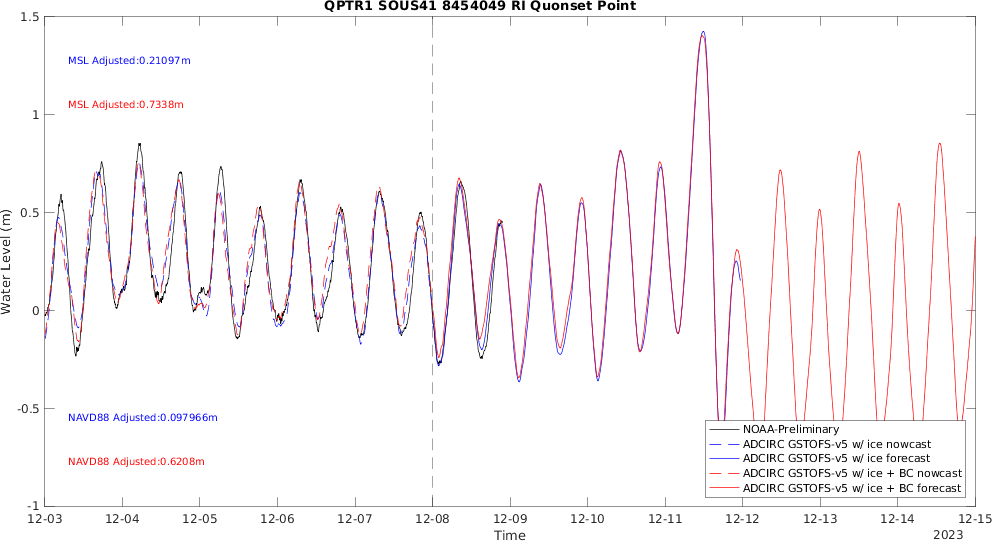 QPTR1 SOUS41 8454049 RI Quonset Point
1.5
MSL Adjusted:0.21097m
MSL Adjusted:0.7338m
1
0.5
Water Level (m)
0
-0.5
NAVD88 Adjusted:0.097966m
NAVD88 Adjusted:0.6208m
-1
NOAA-Preliminary
ADCIRC GSTOFS-v5 w/ ice nowcast
ADCIRC GSTOFS-v5 w/ ice forecast
ADCIRC GSTOFS-v5 w/ ice + BC nowcast
ADCIRC GSTOFS-v5 w/ ice + BC forecast
12-03 12-04 12-05 12-06 12-07 12-08 12-09 12-10 12-11 12-12 12-13 12-14 12-15
Time
2023